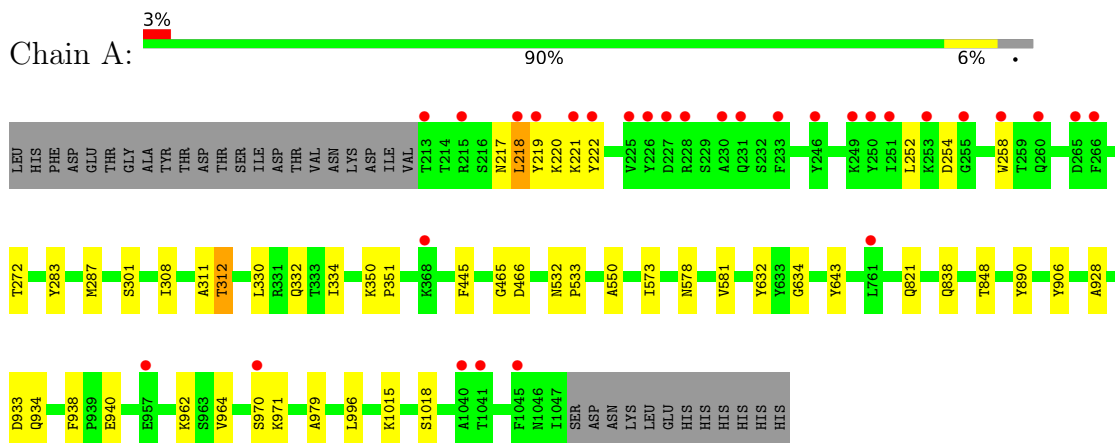 3%
Chain A:
90% 6% •
LEU HIS PHE ASP GLU THR GLY ALA TYR THR THR ASP THR SER ILE ASP THR VAL ASN LYS ASP ILE VAL T213 T214 R215 S216 N217 L218 Y219 K220 K221 Y222 V225 Y226 D227 R228 S229 A230 Q231 S232 F233 Y246 K249 Y250 I251 L252 K253 D254 G255 W258 T259 Q260 D265 F266
T272 Y283 M287 S301 I308 A311 T312 L330 R331 Q332 T333 I334 K350 P351 K368 F445 G465 D466 N532 P533 A550 I573 N578 V581 Y632 Y633 G634 Y643 L761 Q821 Q838 T848 Y890 Y906 A928
D933 Q934 F938 P939 E940 E957 K962 S963 V964 S970 K971 A979 L996 K1015 S1018 A1040 T1041 F1045 N1046 I1047 SER ASP ASN LYS LEU GLU HIS HIS HIS HIS HIS HIS